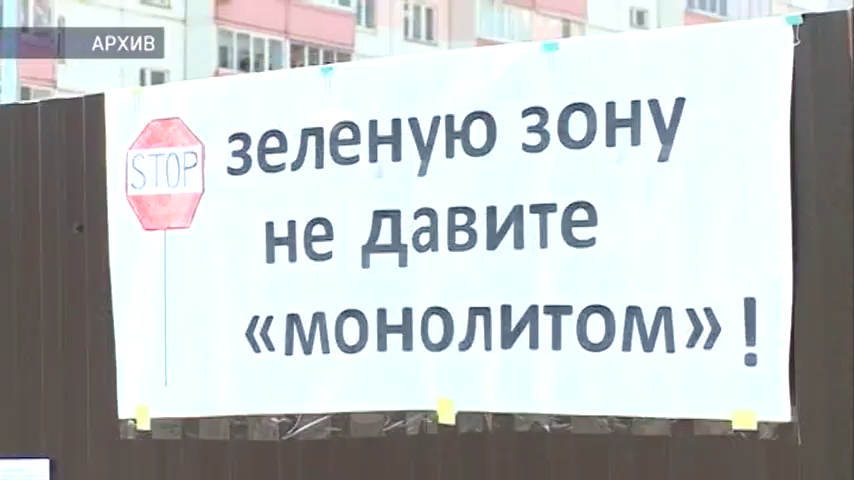 АРХИВ
STOP
зеленую зону
не давите
«монолитом»!